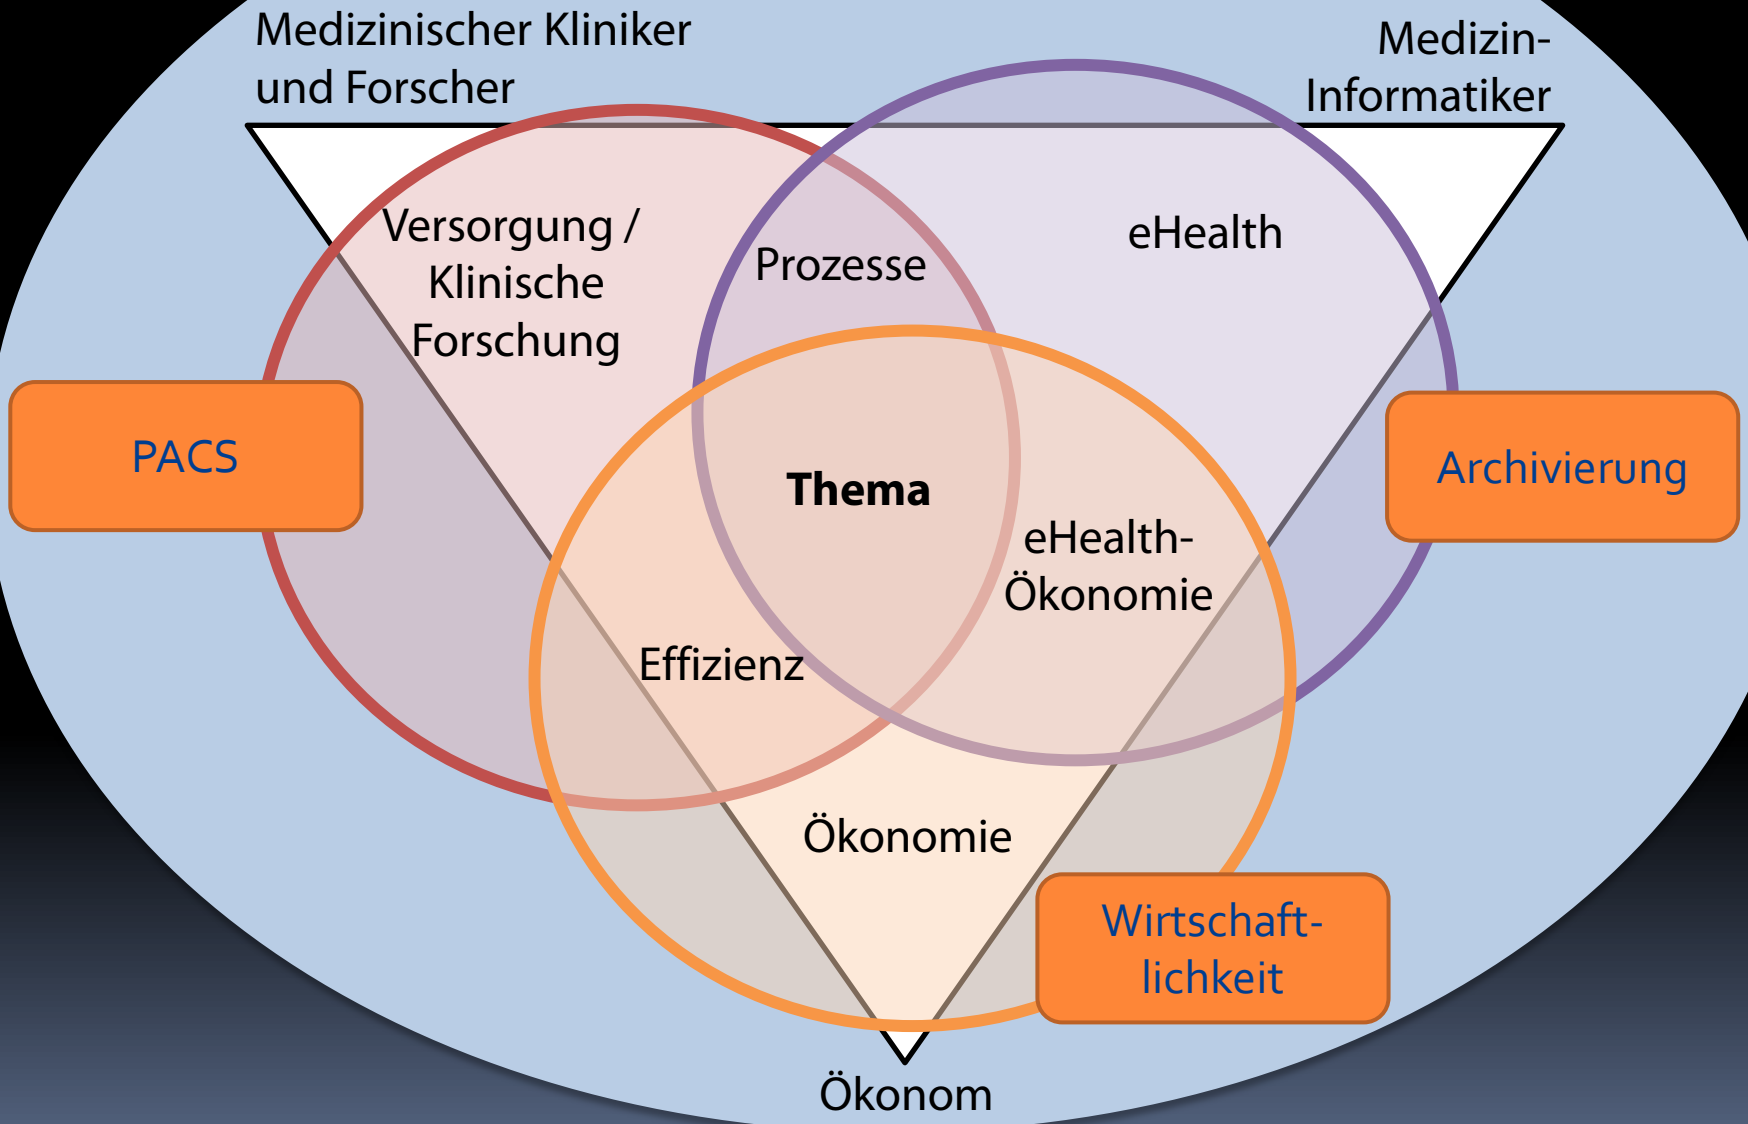 Medizinischer Kliniker
und Forscher
Medizin-
Informatiker
Versorgung /
Klinische
Forschung
Prozesse
eHealth
PACS
Archivierung
Thema
eHealth-
Ökonomie
Effizienz
Ökonomie
Wirtschaft-
lichkeit
Ökonom